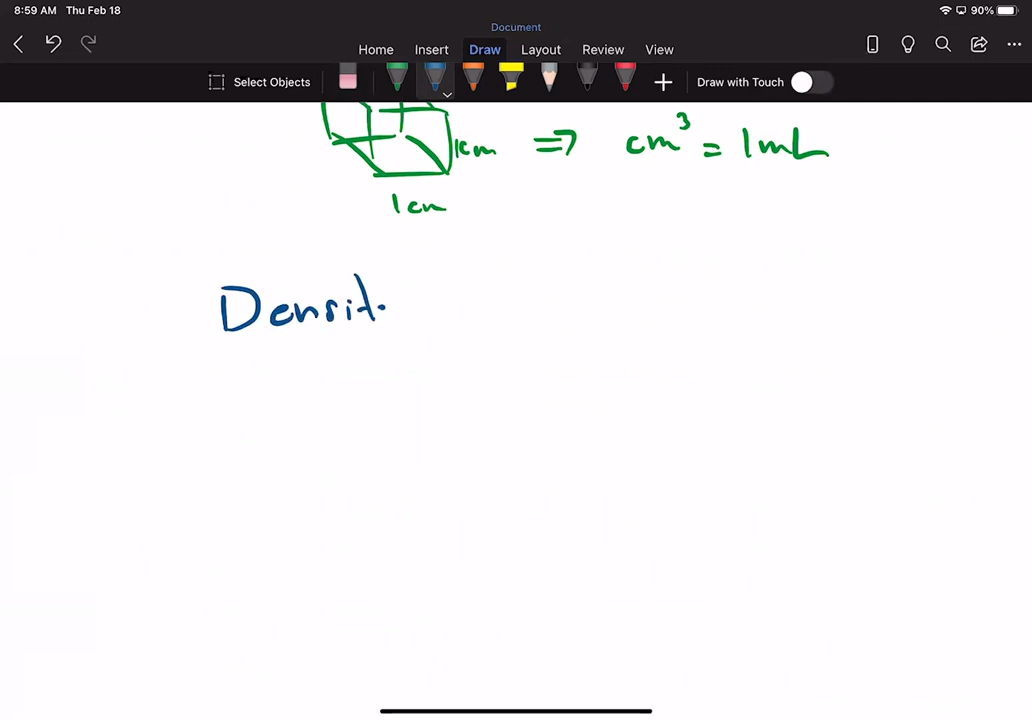 8:59 AM Thu Feb 18 90%
Document
Home Insert Draw Layout Review View
Select Objects Draw with Touch
1cm ⇒ cm³ = 1mL
1cm
Densit